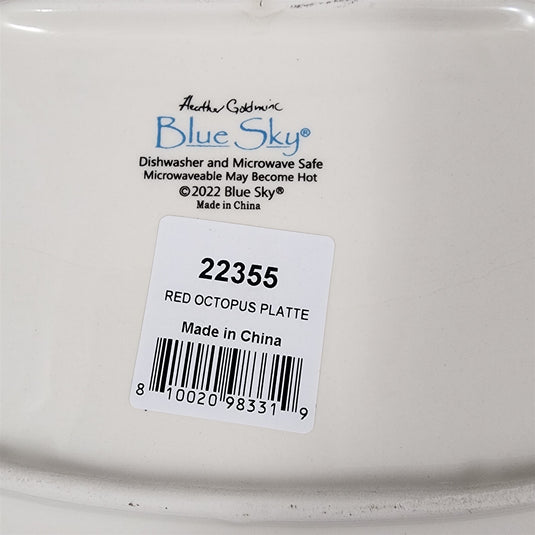 Heather Goldminc
Blue Sky®
Dishwasher and Microwave Safe
Microwaveable May Become Hot
©2022 Blue Sky®
Made in China
22355
RED OCTOPUS PLATTE
Made in China
8 10020 98331 9